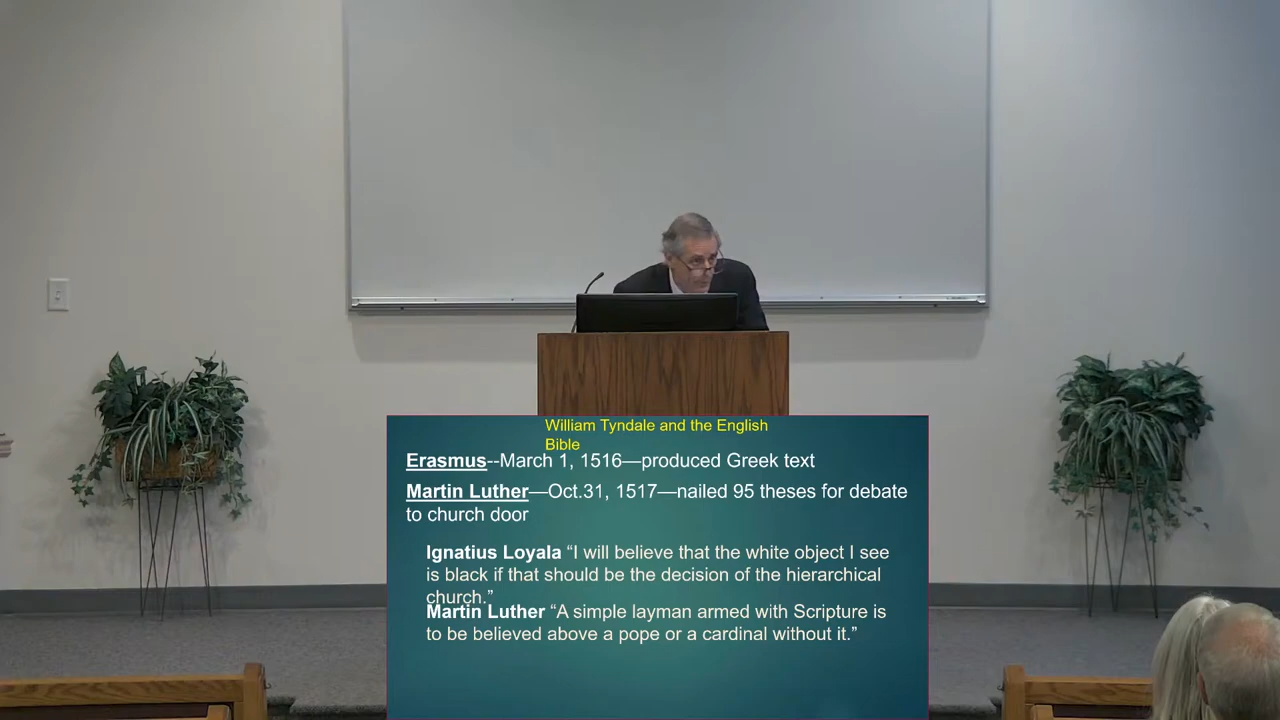 William Tyndale and the English
Bible
Erasmus--March 1, 1516—produced Greek text
Martin Luther—Oct.31, 1517—nailed 95 theses for debate
to church door
Ignatius Loyala “I will believe that the white object I see
is black if that should be the decision of the hierarchical
church.”
Martin Luther “A simple layman armed with Scripture is
to be believed above a pope or a cardinal without it.”